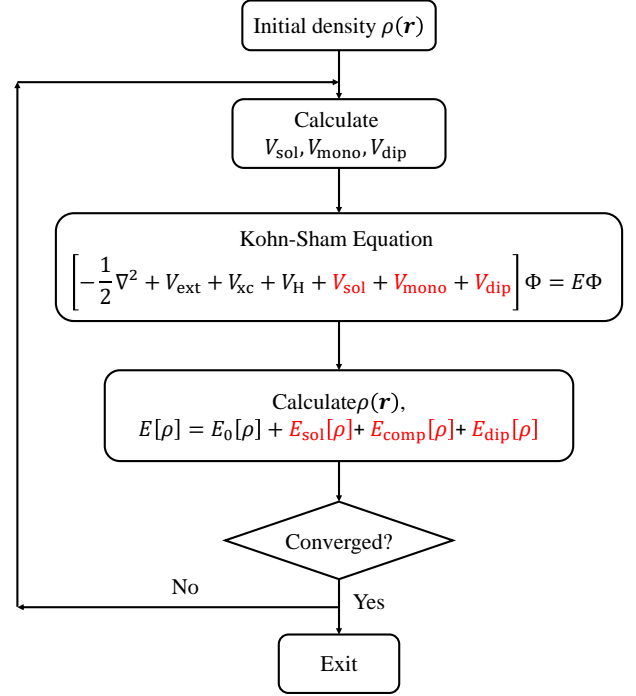 Initial density ρ(𝒓)
Calculate
V_sol, V_mono, V_dip
Kohn-Sham Equation
[−1/2 ∇² + V_ext + V_xc + V_H + V_sol + V_mono + V_dip] Φ = EΦ
Calculateρ(𝒓),
E[ρ] = E_0[ρ] + E_sol[ρ]+ E_comp[ρ]+ E_dip[ρ]
Converged?
No
Yes
Exit